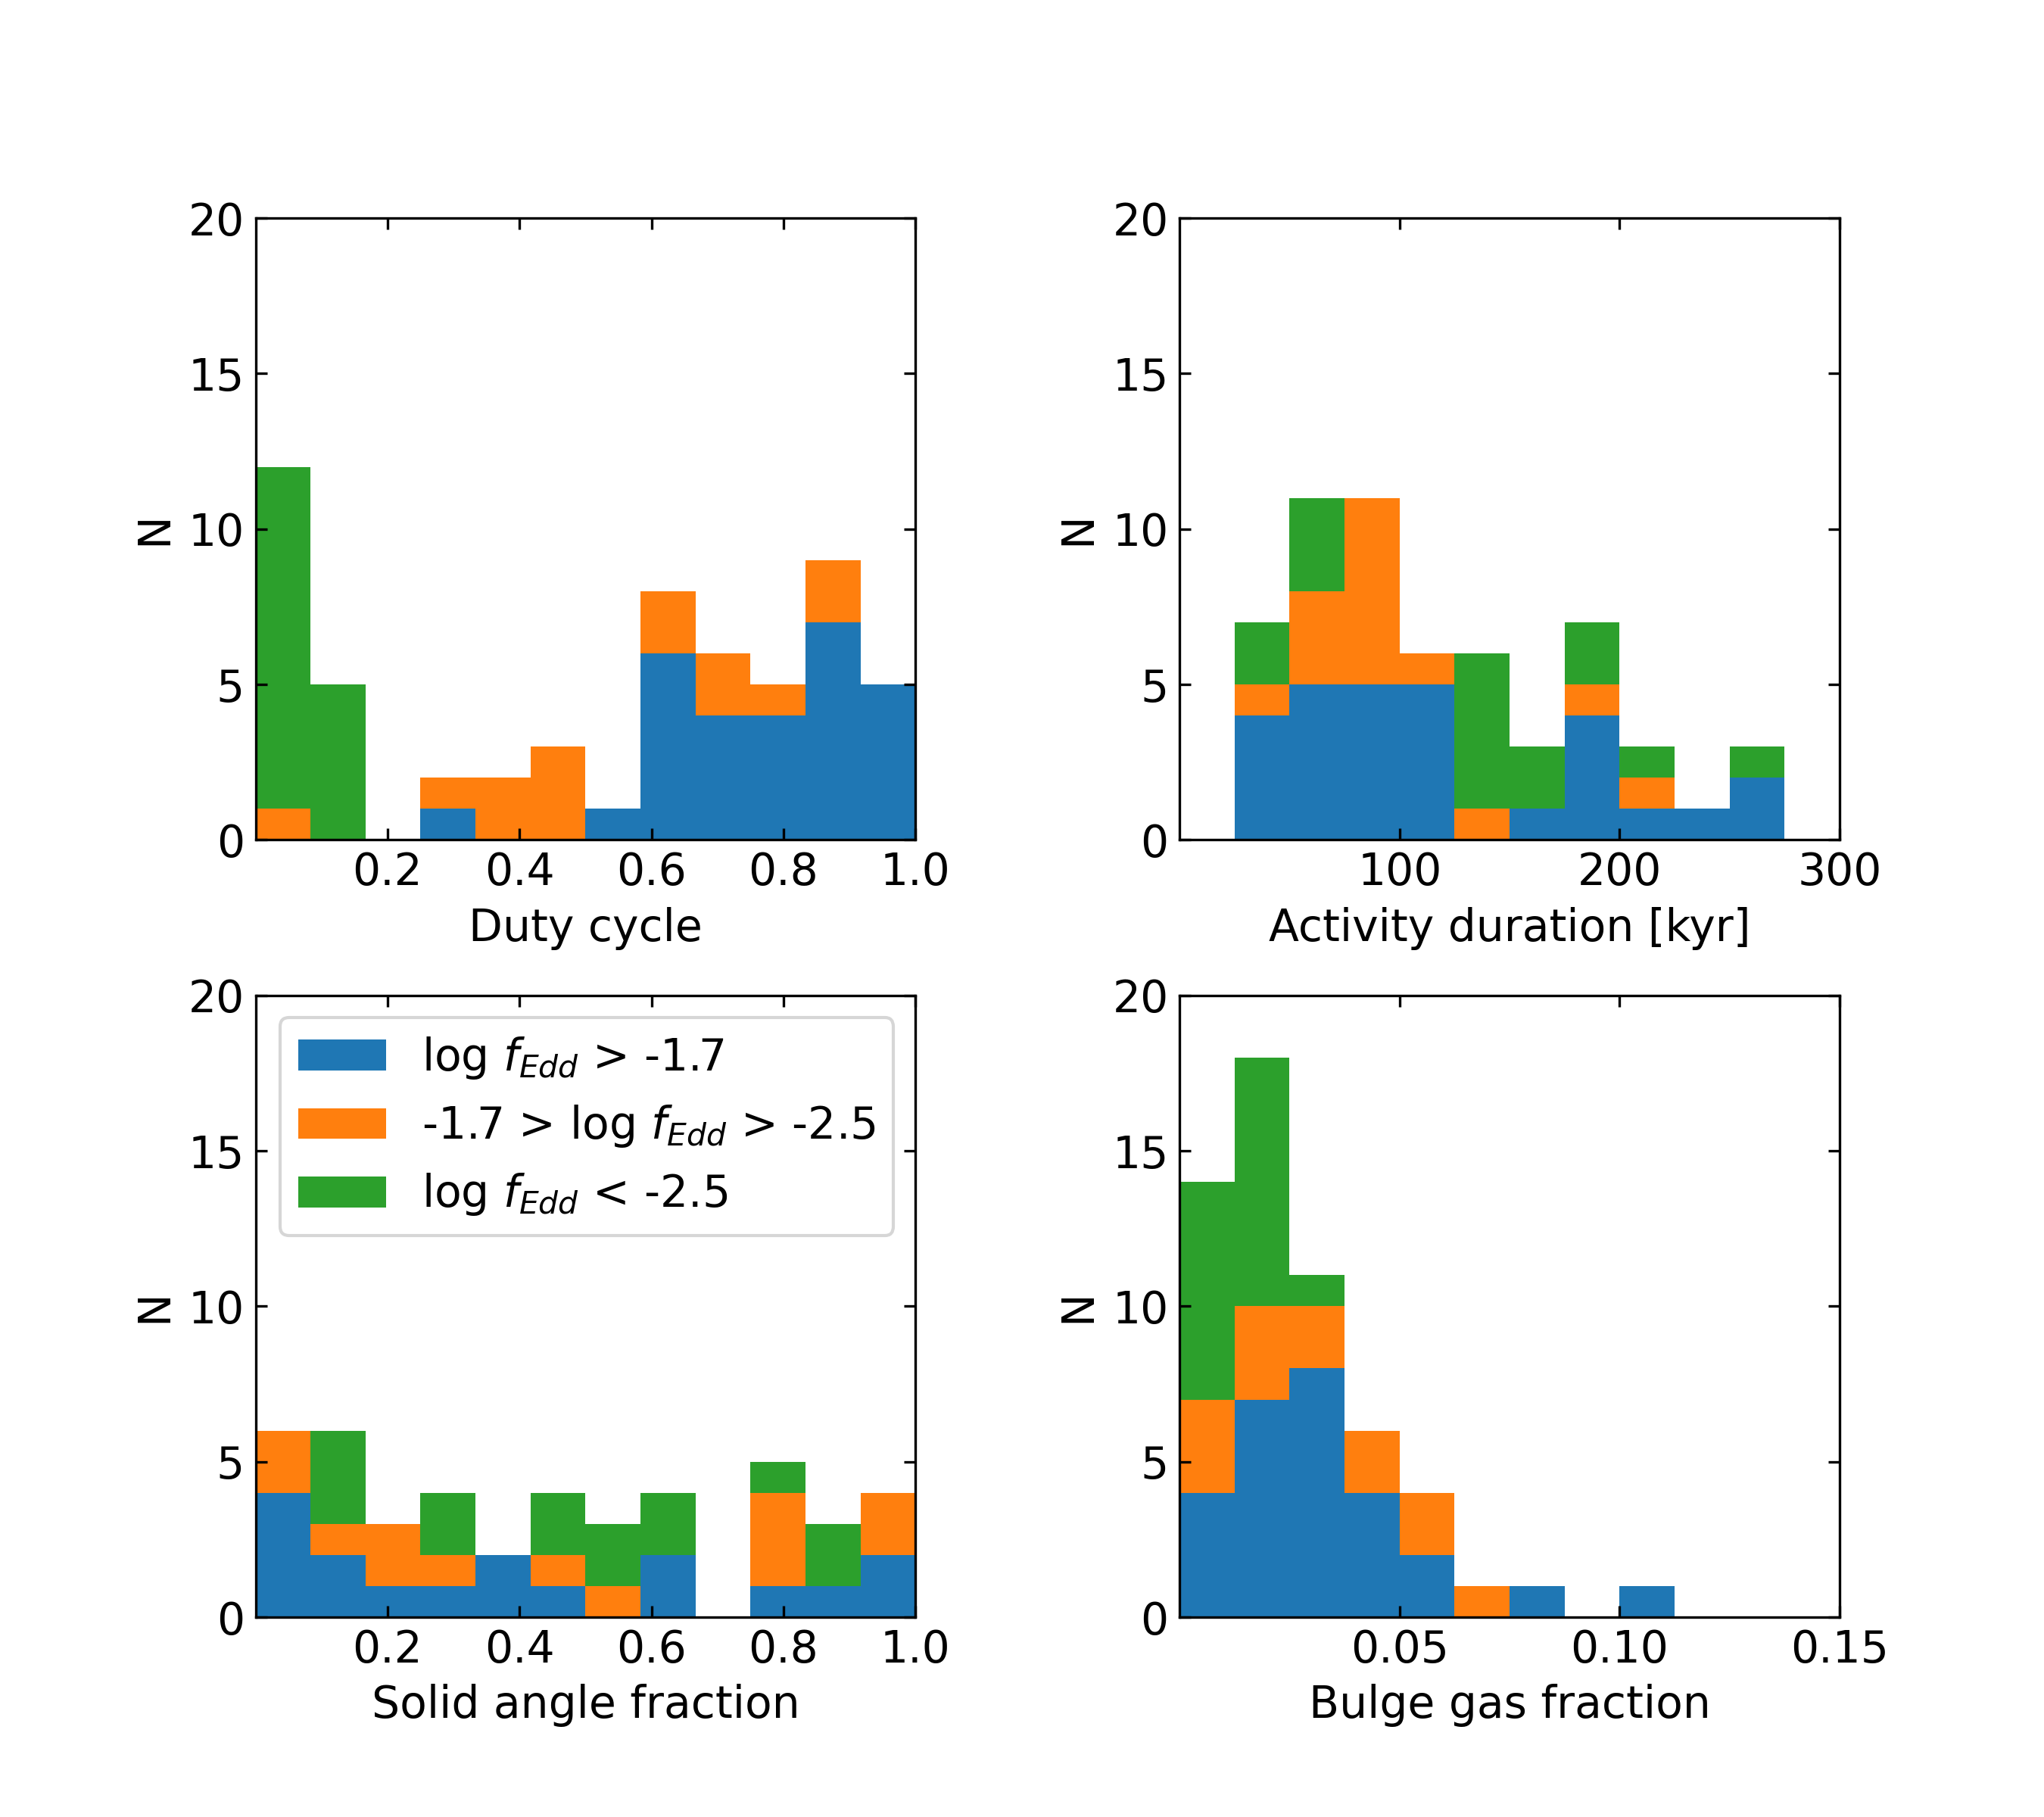 20
15
N 10
5
0
0.2 0.4 0.6 0.8 1.0
Duty cycle
20
15
N 10
5
0
100 200 300
Activity duration [kyr]
20
15
N 10
5
0
log f_Edd > -1.7
-1.7 > log f_Edd > -2.5
log f_Edd < -2.5
0.2 0.4 0.6 0.8 1.0
Solid angle fraction
20
15
N 10
5
0
0.05 0.10 0.15
Bulge gas fraction